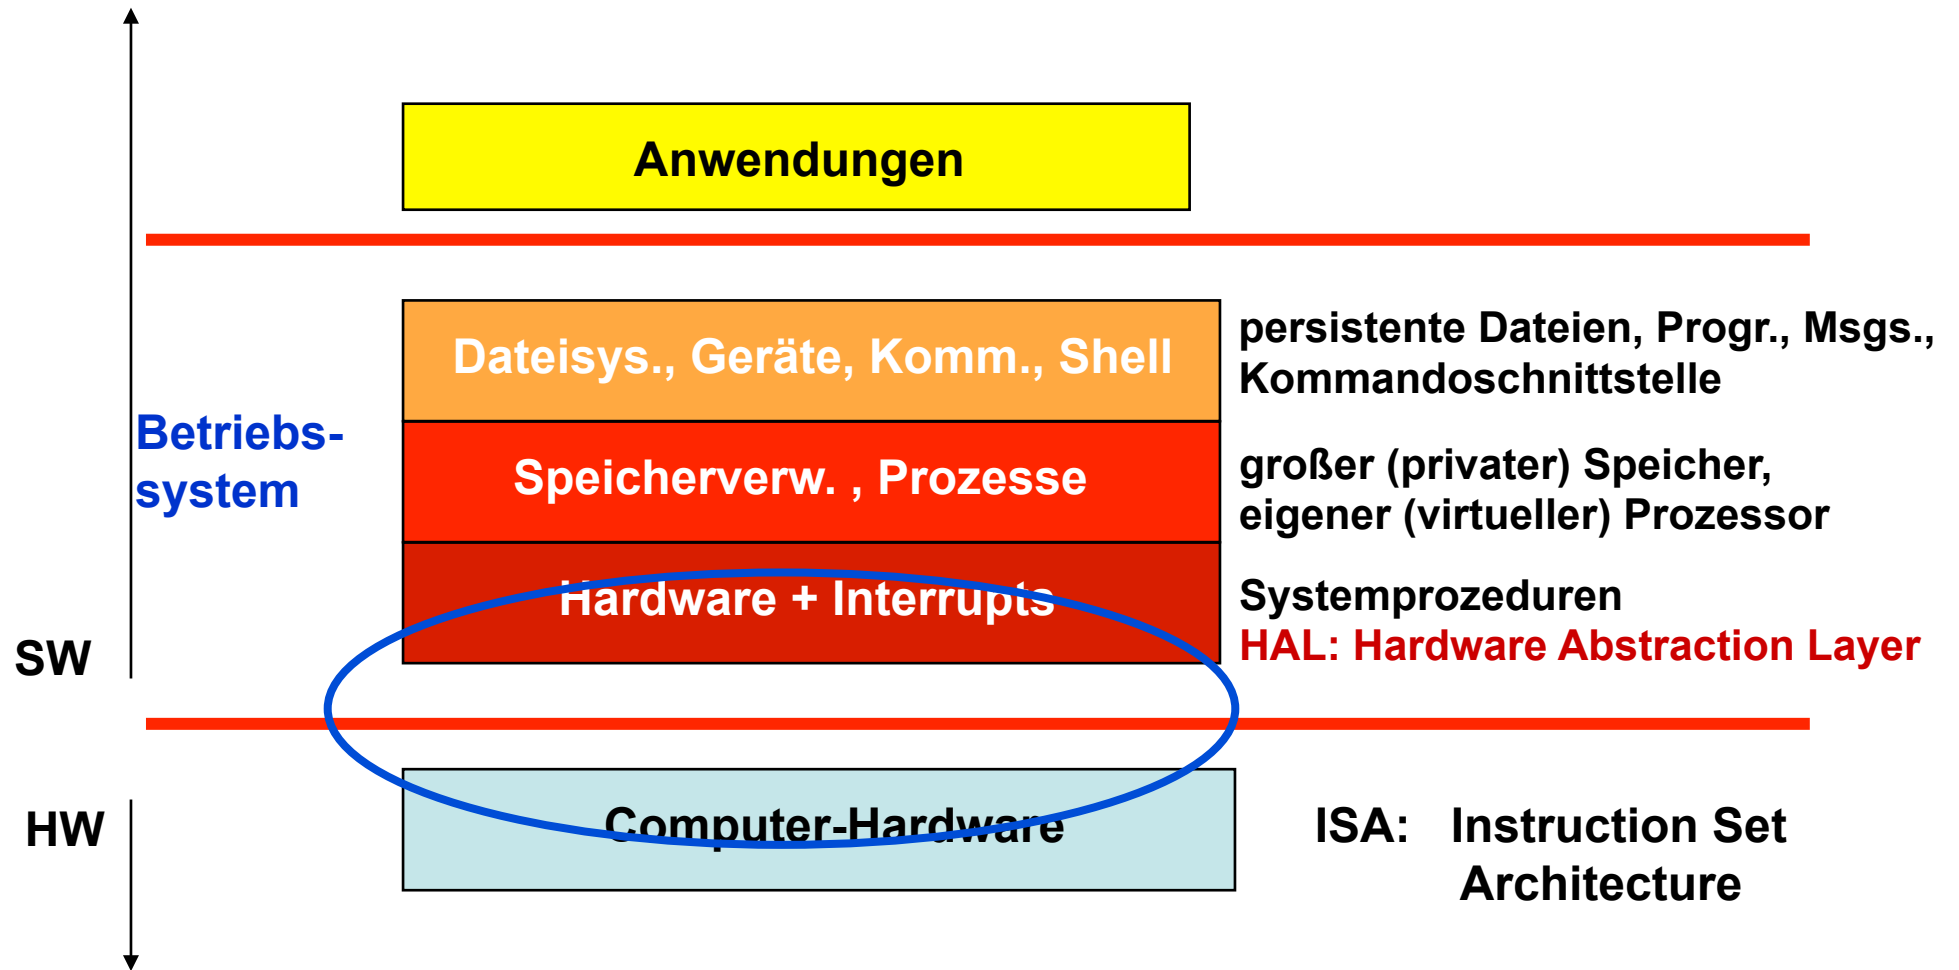 Anwendungen
Dateisys., Geräte, Komm., Shell
persistente Dateien, Progr., Msgs.,
Kommandoschnittstelle
Betriebs-
system
Speicherverw. , Prozesse
großer (privater) Speicher,
eigener (virtueller) Prozessor
Hardware + Interrupts
Systemprozeduren
HAL: Hardware Abstraction Layer
SW
HW
Computer-Hardware
ISA: Instruction Set
Architecture